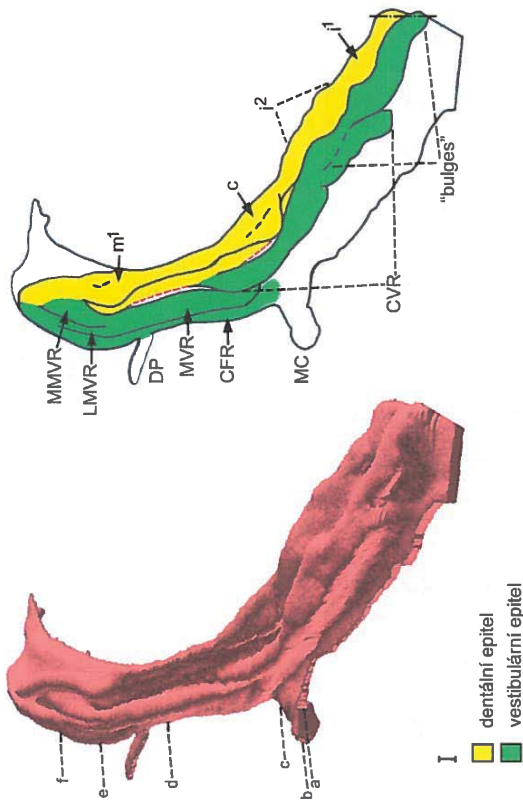 MMVR
LMVR
DP
MVR
CFR
MC
m¹
c
i²
i¹
CVR
"bulges"
f
e
d
c
b
a
I
dentální epitel
vestibulární epitel